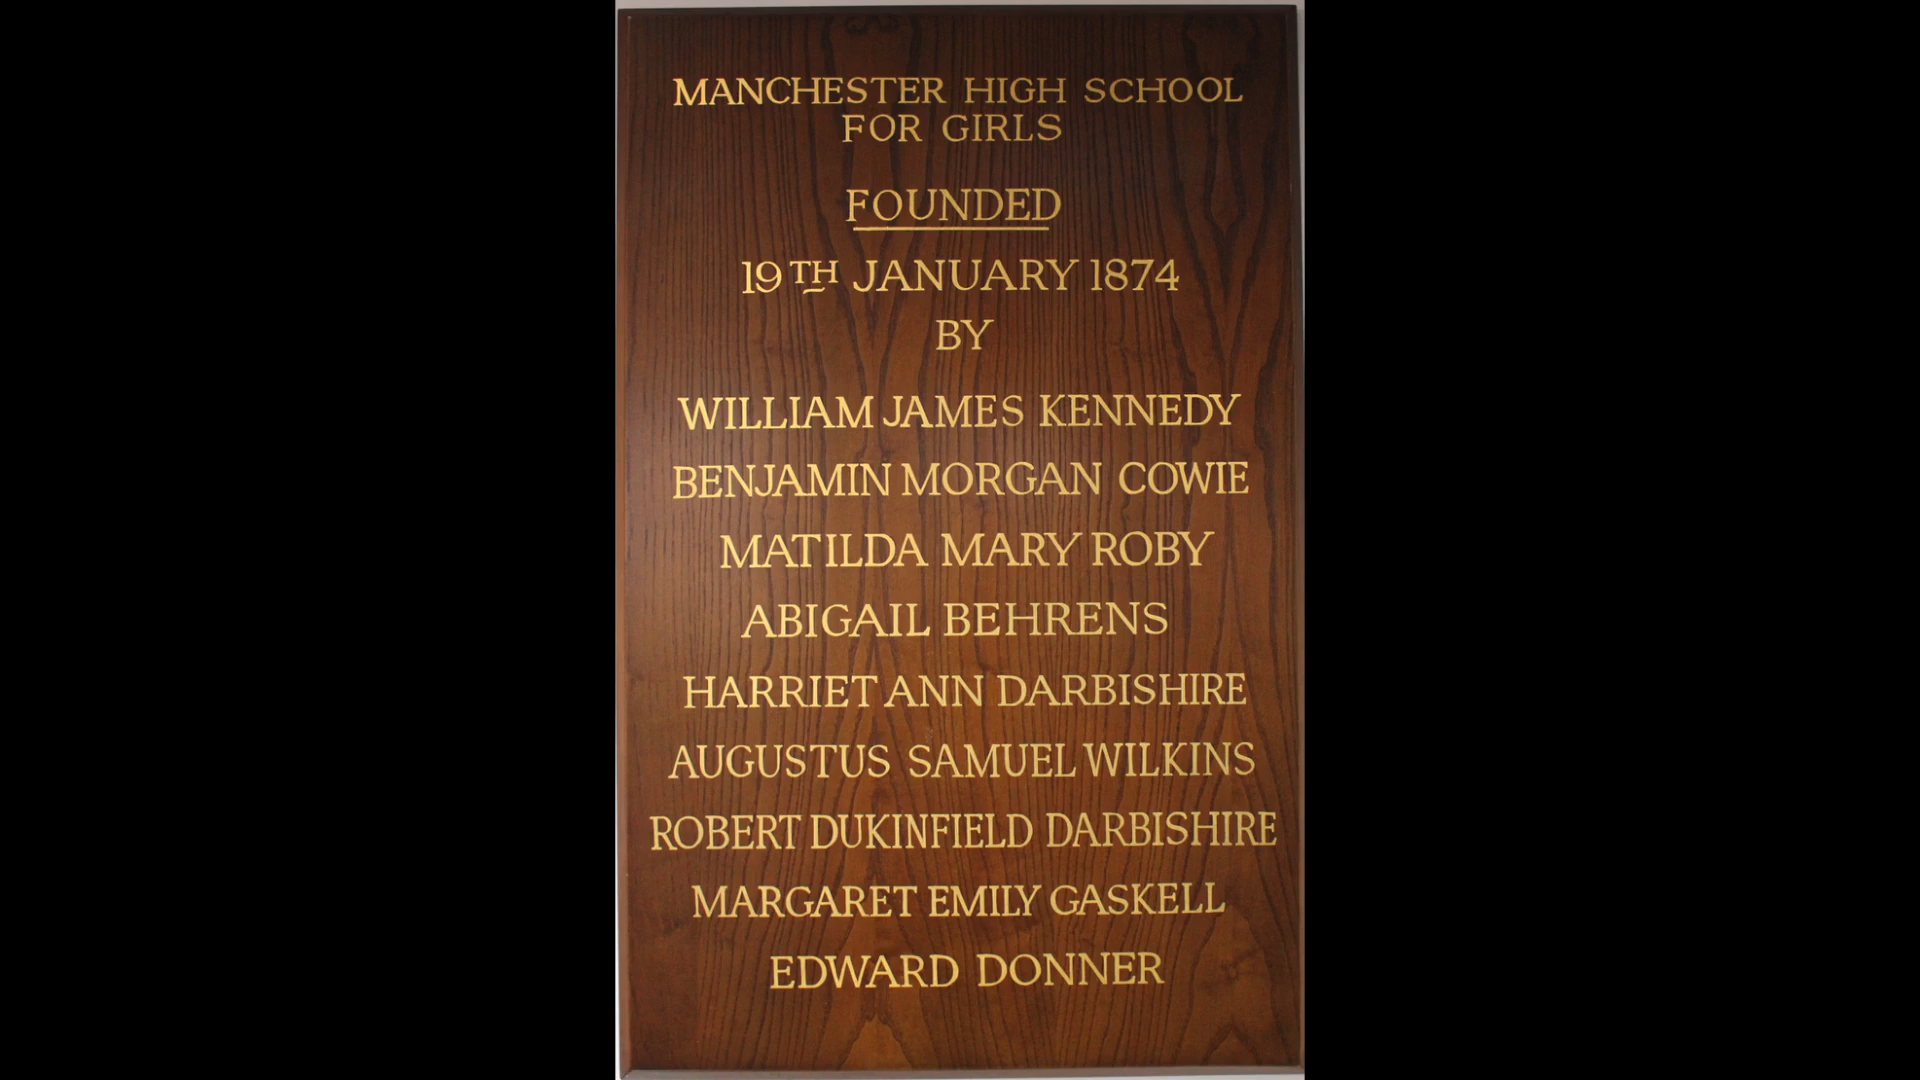 MANCHESTER HIGH SCHOOL
FOR GIRLS
FOUNDED
19TH JANUARY 1874
BY
WILLIAM JAMES KENNEDY
BENJAMIN MORGAN COWIE
MATILDA MARY ROBY
ABIGAIL BEHRENS
HARRIET ANN DARBISHIRE
AUGUSTUS SAMUEL WILKINS
ROBERT DUKINFIELD DARBISHIRE
MARGARET EMILY GASKELL
EDWARD DONNER